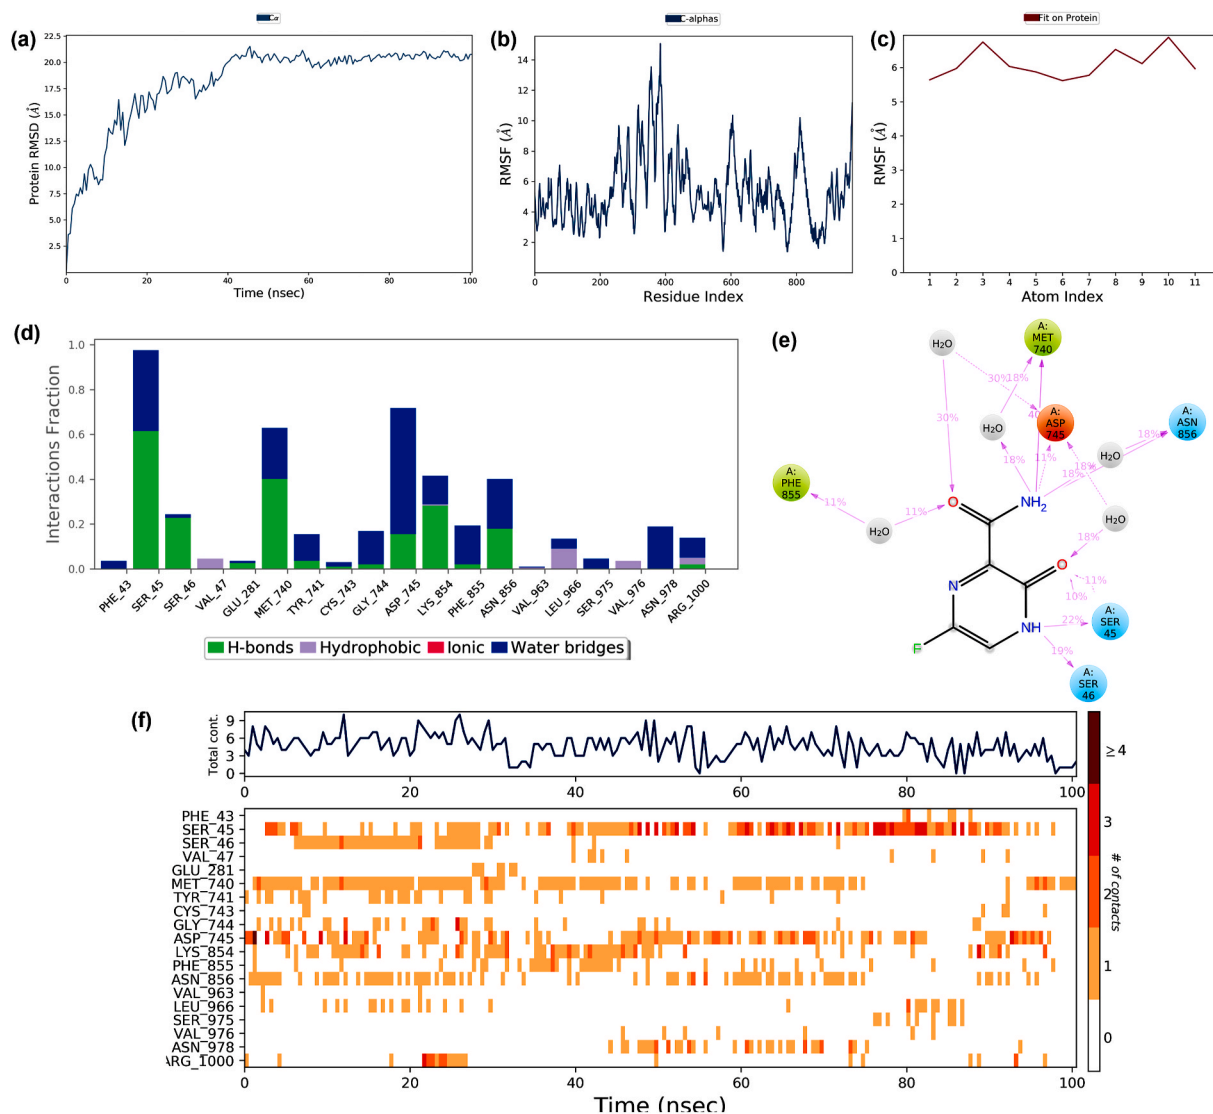 (a)
Cα
Protein RMSD (Å)
22.5
20.0
17.5
15.0
12.5
10.0
7.5
5.0
2.5
0 20 40 60 80 100
Time (nsec)
(b)
C-alphas
RMSF (Å)
14
12
10
8
6
4
2
0 200 400 600 800
Residue Index
(c)
Fit on Protein
RMSF (Å)
6
5
4
3
2
1
0
1 2 3 4 5 6 7 8 9 10 11
Atom Index
(d)
Interactions Fraction
1.0
0.8
0.6
0.4
0.2
0.0
PHE_43
SER_45
SER_46
VAL_47
GLU_281
MET_740
TYR_741
CYS_743
GLY_744
ASP_745
LYS_854
PHE_855
ASN_856
VAL_963
LEU_966
SER_975
VAL_976
ASN_978
ARG_1000
H-bonds Hydrophobic Ionic Water bridges
(e)
A:
MET
740
H₂O
30% 18%
A:
ASP
745
A:
ASN
856
30%
H₂O
40
18%
18%
11%
H₂O
18%
18%
A:
PHE
855
11%
H₂O
11%
O
NH₂
H₂O
18%
O
N
11%
10%
A:
SER
45
NH
22%
F
19%
A:
SER
46
(f)
Total cont.
9
6
3
0
0 20 40 60 80 100
PHE_43
SER_45
SER_46
VAL_47
GLU_281
MET_740
TYR_741
CYS_743
GLY_744
ASP_745
LYS_854
PHE_855
ASN_856
VAL_963
LEU_966
SER_975
VAL_976
ASN_978
ARG_1000
0 20 40 60 80 100
Time (nsec)
≥4
3
2
1
0
# of contacts